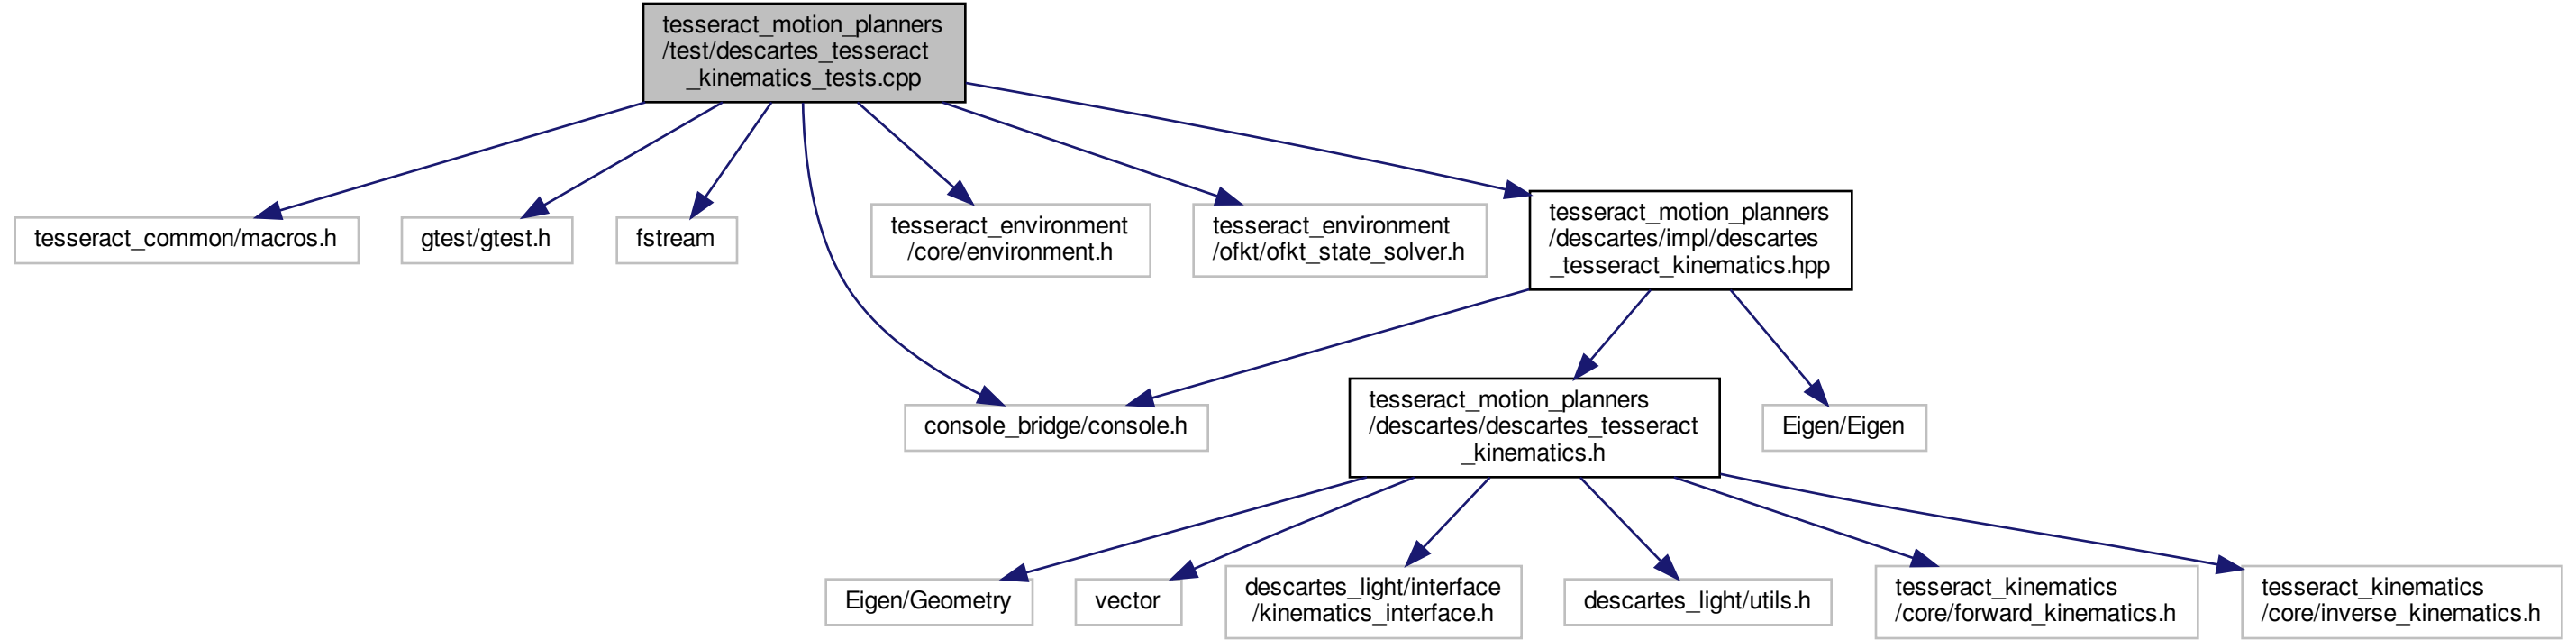 tesseract_motion_planners
/test/descartes_tesseract
_kinematics_tests.cpp
tesseract_common/macros.h
gtest/gtest.h
fstream
tesseract_environment
/core/environment.h
tesseract_environment
/ofkt/ofkt_state_solver.h
tesseract_motion_planners
/descartes/impl/descartes
_tesseract_kinematics.hpp
console_bridge/console.h
tesseract_motion_planners
/descartes/descartes_tesseract
_kinematics.h
Eigen/Eigen
Eigen/Geometry
vector
descartes_light/interface
/kinematics_interface.h
descartes_light/utils.h
tesseract_kinematics
/core/forward_kinematics.h
tesseract_kinematics
/core/inverse_kinematics.h